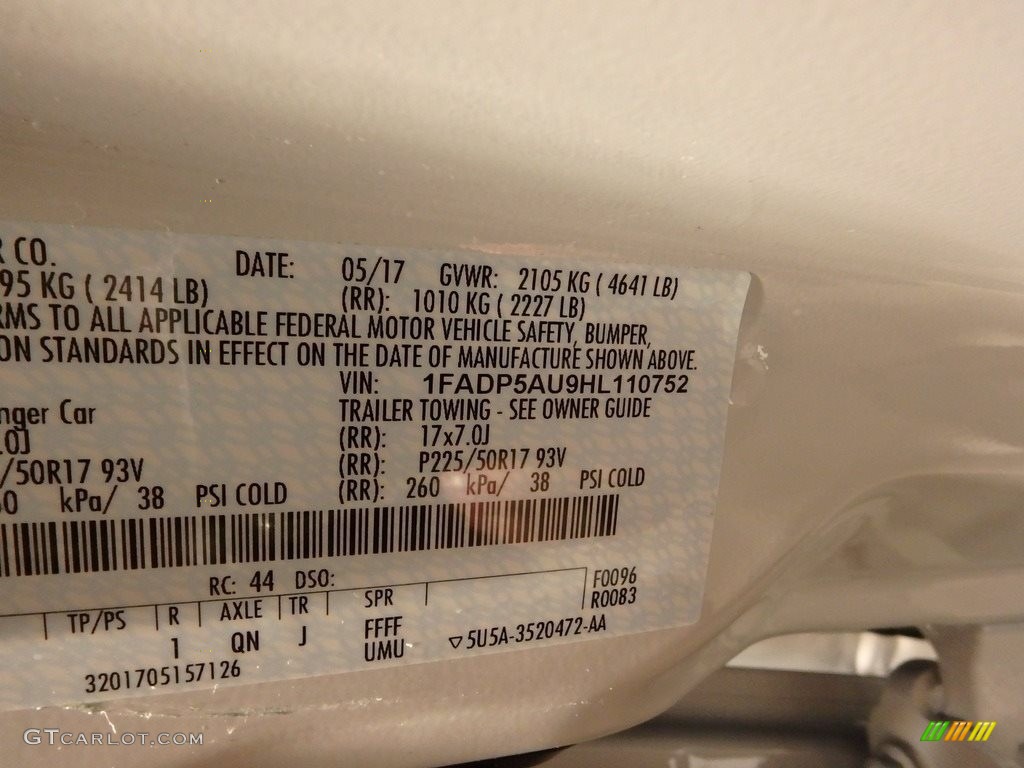 R CO.
DATE: 05/17 GVWR: 2105 KG ( 4641 LB)
95 KG ( 2414 LB) (RR): 1010 KG ( 2227 LB)
RMS TO ALL APPLICABLE FEDERAL MOTOR VEHICLE SAFETY, BUMPER,
ON STANDARDS IN EFFECT ON THE DATE OF MANUFACTURE SHOWN ABOVE.
VIN: 1FADP5AU9HL110752
nger Car TRAILER TOWING - SEE OWNER GUIDE
.0J (RR): 17x7.0J
/50R17 93V (RR): P225/50R17 93V
60 kPa/ 38 PSI COLD (RR): 260 kPa/ 38 PSI COLD
RC: 44 DSO:
TP/PS R AXLE TR SPR F0096
R0083
1 QN J FFFF
UMU ▽5U5A-3520472-AA
3201705157126
GTCARLOT.COM